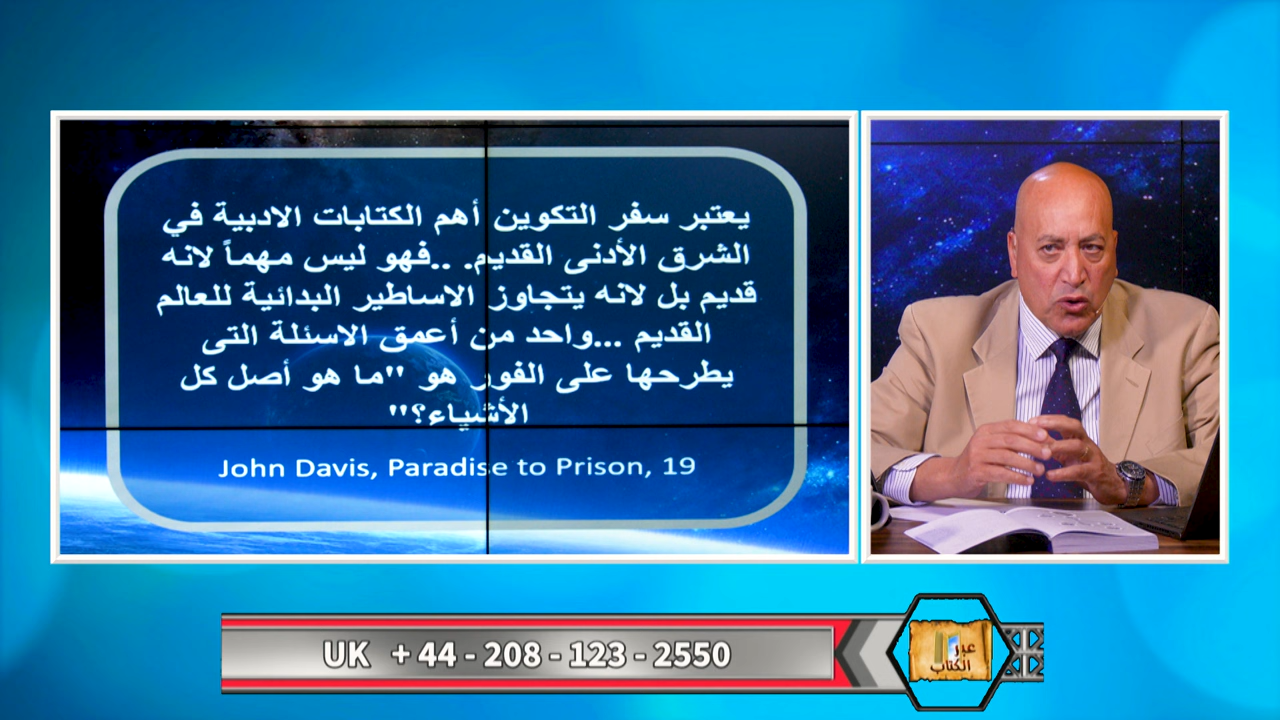 يعتبر سفر التكوين أهم الكتابات الادبية في
الشرق الأدنى القديم. ..فهو ليس مهماً لانه
قديم بل لانه يتجاوز الاساطير البدائية للعالم
القديم ...واحد من أعمق الاسئلة التى
يطرحها على الفور هو "ما هو أصل كل
الأشياء؟"
John Davis, Paradise to Prison, 19
UK + 44 - 208 - 123 - 2550
عبر
الكتاب